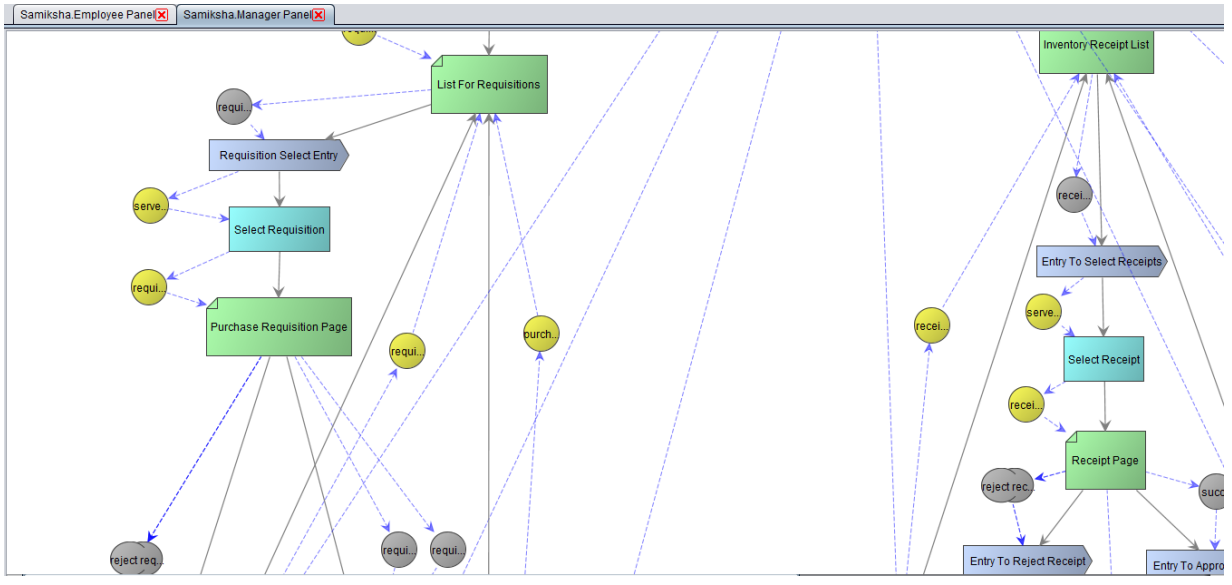 Samiksha.Employee Panel
Samiksha.Manager Panel
requi...
List For Requisitions
Inventory Receipt List
requi...
Requisition Select Entry
recei...
serve...
Select Requisition
Entry To Select Receipts
requi...
Purchase Requisition Page
serve...
requi...
purch...
recei...
Select Receipt
recei...
Receipt Page
reject rec...
succ
reject req...
requi...
requi...
Entry To Reject Receipt
Entry To Appro